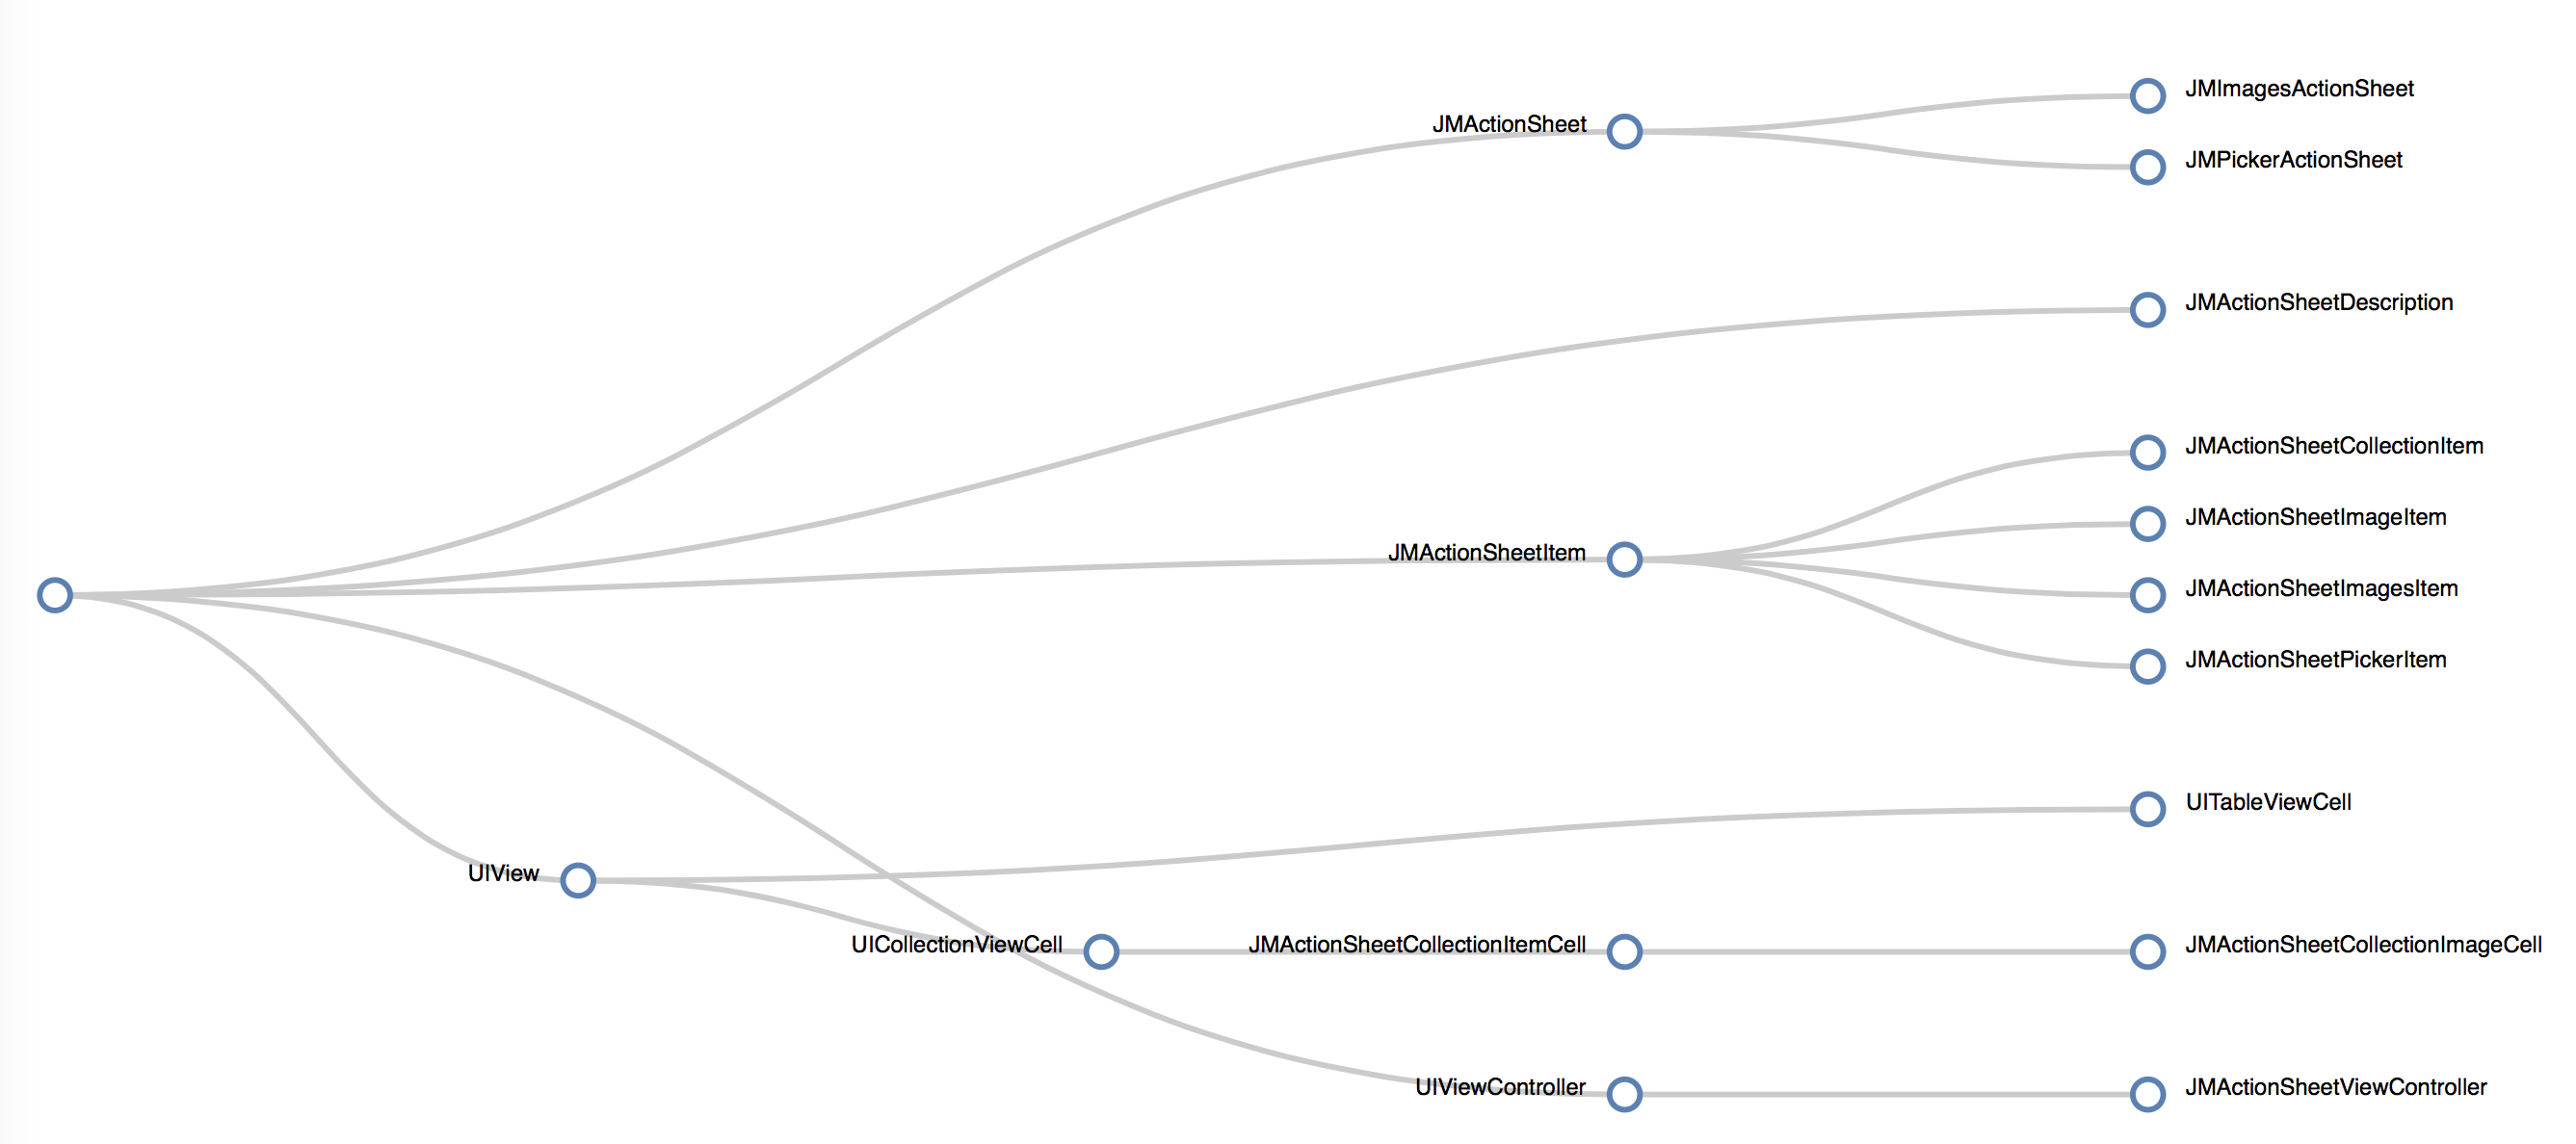 JMImagesActionSheet
JMActionSheet
JMPickerActionSheet
JMActionSheetDescription
JMActionSheetCollectionItem
JMActionSheetImageItem
JMActionSheetItem
JMActionSheetImagesItem
JMActionSheetPickerItem
UITableViewCell
UIView
UICollectionViewCell
JMActionSheetCollectionItemCell
JMActionSheetCollectionImageCell
UIViewController
JMActionSheetViewController